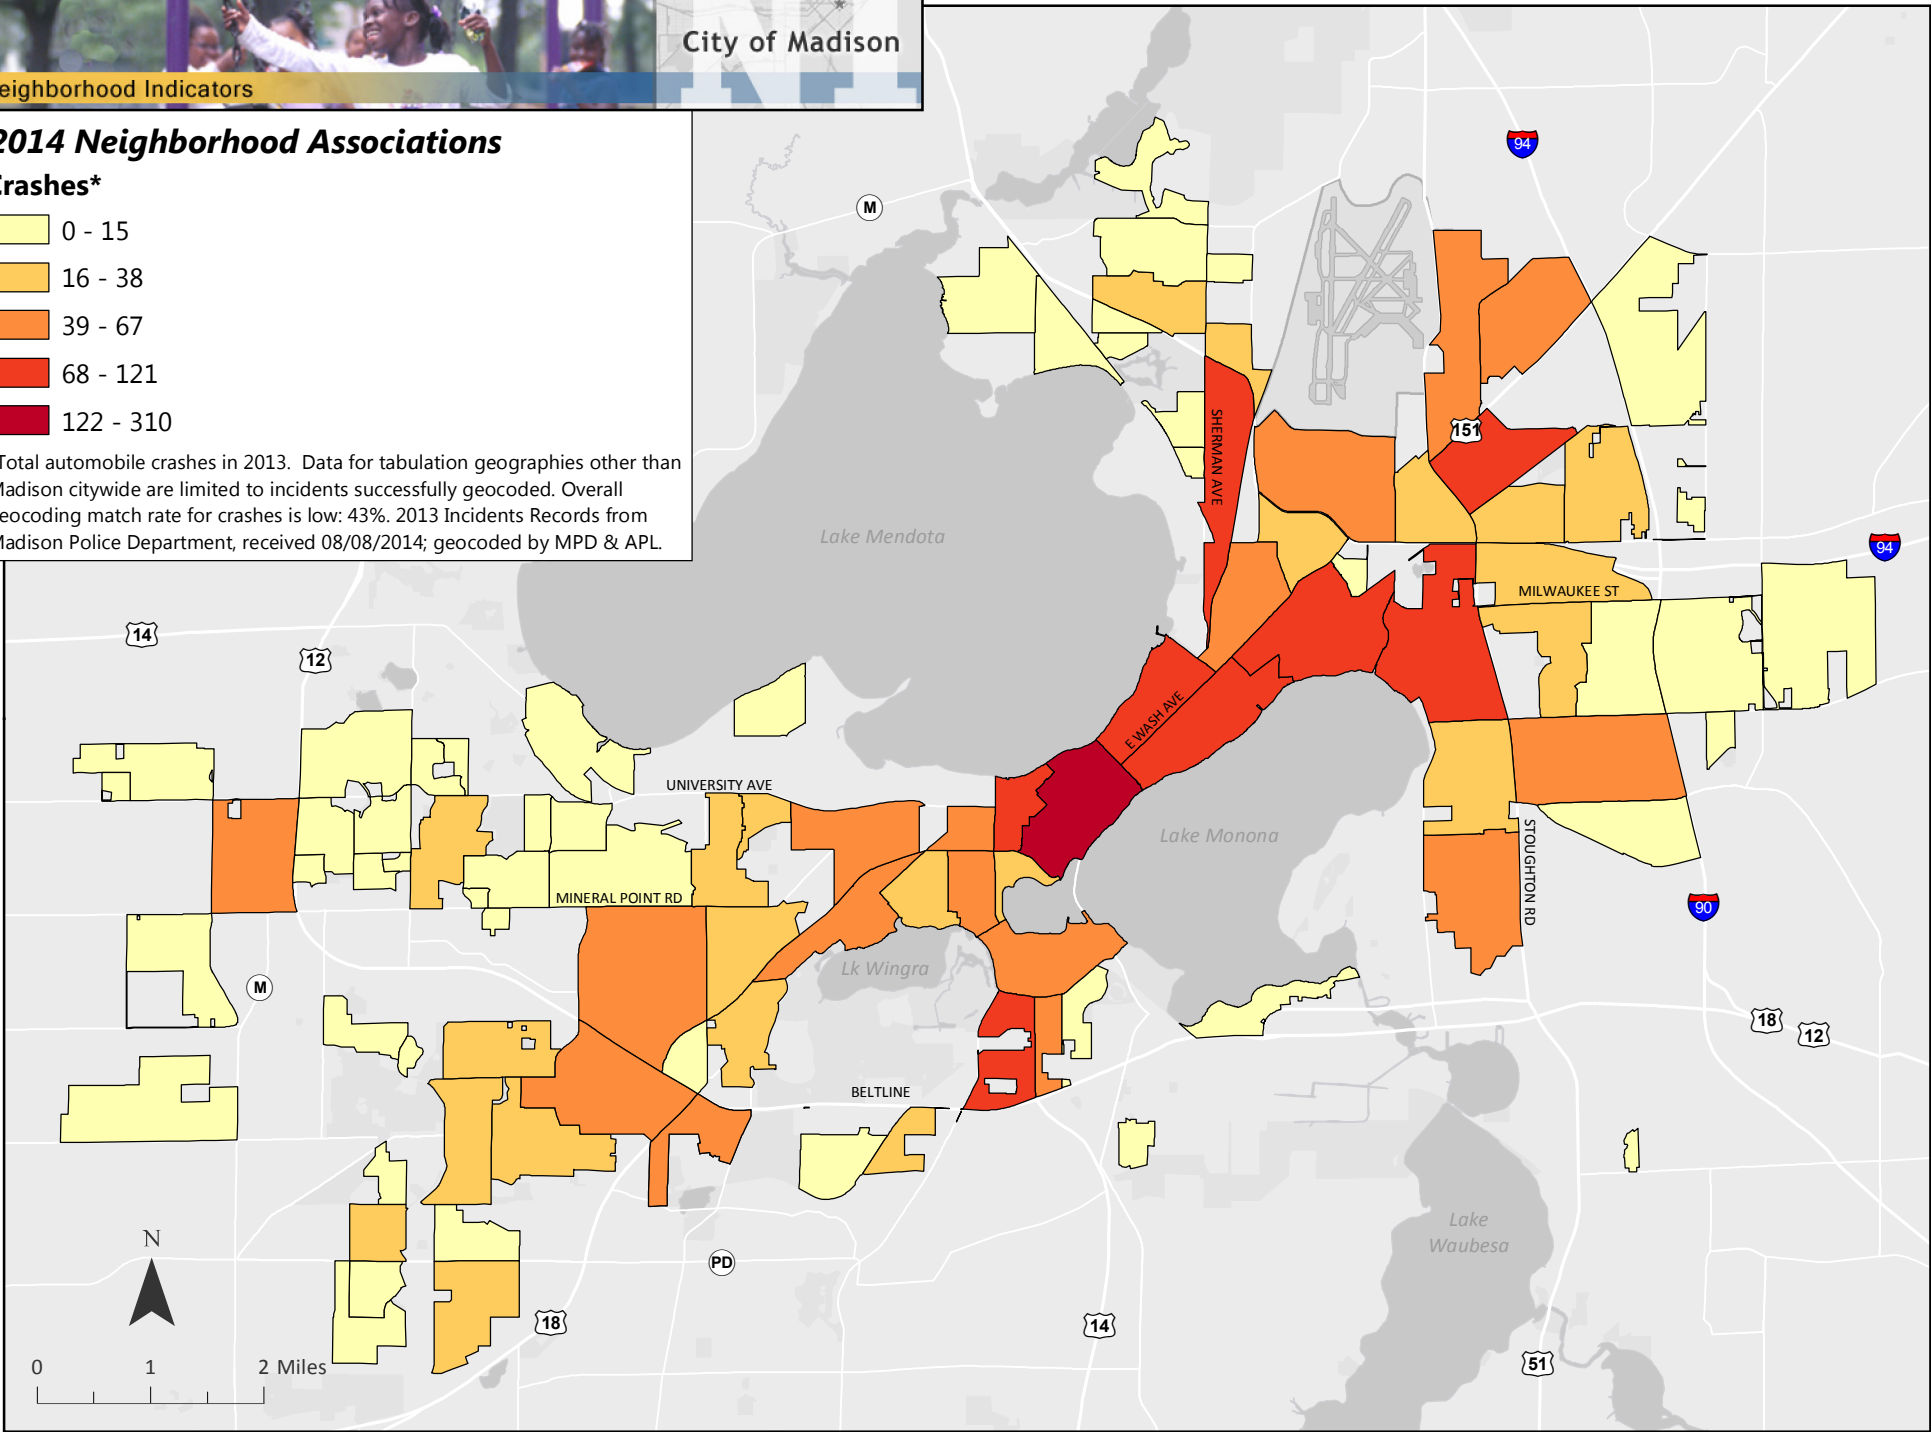 City of Madison
eighborhood Indicators
2014 Neighborhood Associations
Crashes*
0 - 15
16 - 38
39 - 67
68 - 121
122 - 310
Total automobile crashes in 2013. Data for tabulation geographies other than
Madison citywide are limited to incidents successfully geocoded. Overall
geocoding match rate for crashes is low: 43%. 2013 Incidents Records from
Madison Police Department, received 08/08/2014; geocoded by MPD & APL.
94
M
151
SHERMAN AVE
Lake Mendota
94
MILWAUKEE ST
14
12
E WASH AVE
UNIVERSITY AVE
Lake Monona
STOUGHTON RD
MINERAL POINT RD
90
Lk Wingra
M
18
12
BELTLINE
Lake
Waubesa
N
PD
18
14
51
0 1 2 Miles